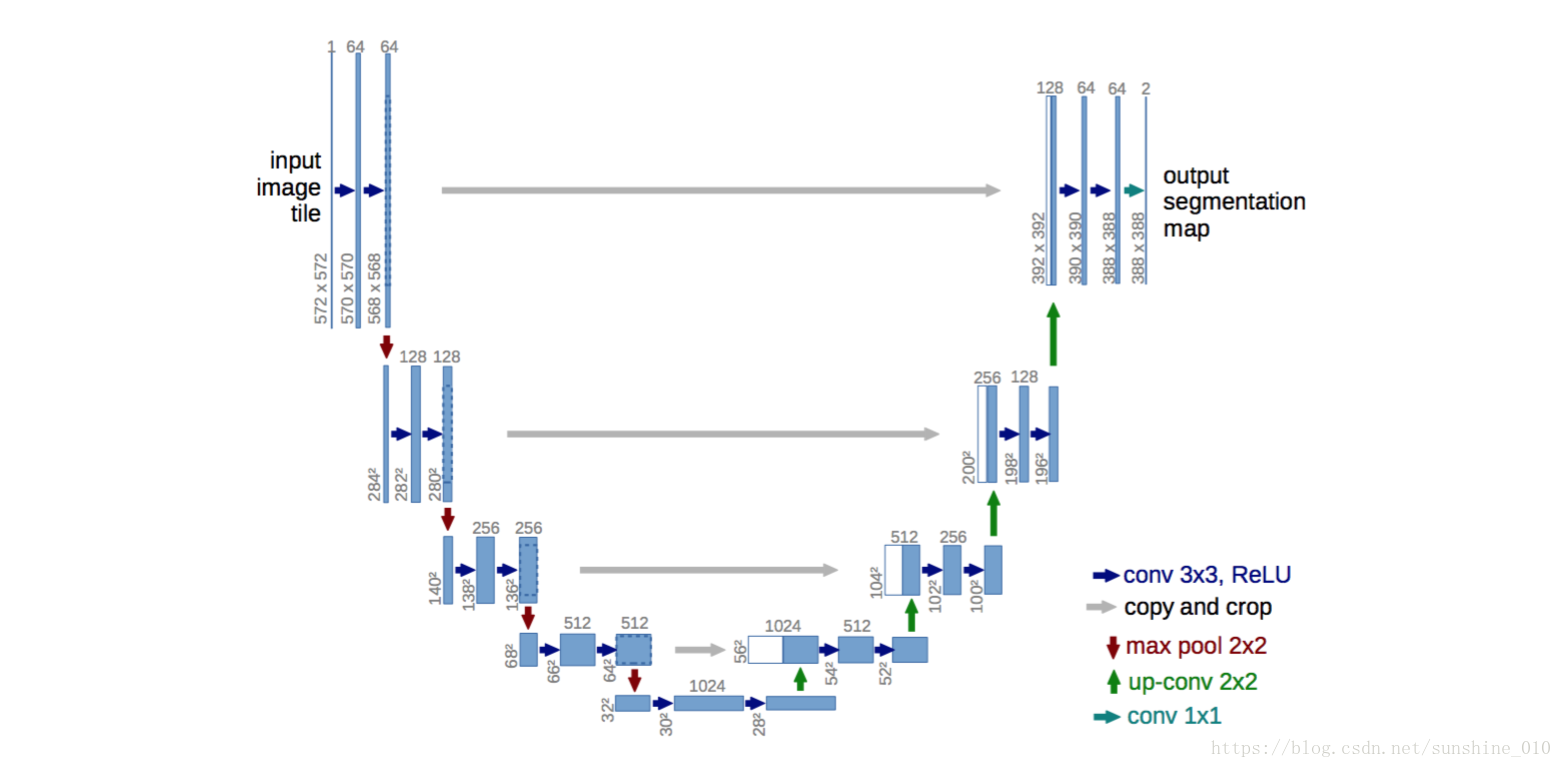 1 64 64
input
image
tile
572 x 572
570 x 570
568 x 568
128 64 64 2
output
segmentation
map
392 x 392
390 x 390
388 x 388
388 x 388
128 128
284²
282²
280²
256 128
200²
198²
196²
256 256
140²
138²
136²
512 256
104²
102²
100²
512 512
68²
66²
64²
1024 512
56²
54²
52²
1024
32²
30²
28²
conv 3x3, ReLU
copy and crop
max pool 2x2
up-conv 2x2
conv 1x1
https://blog.csdn.net/sunshine_010